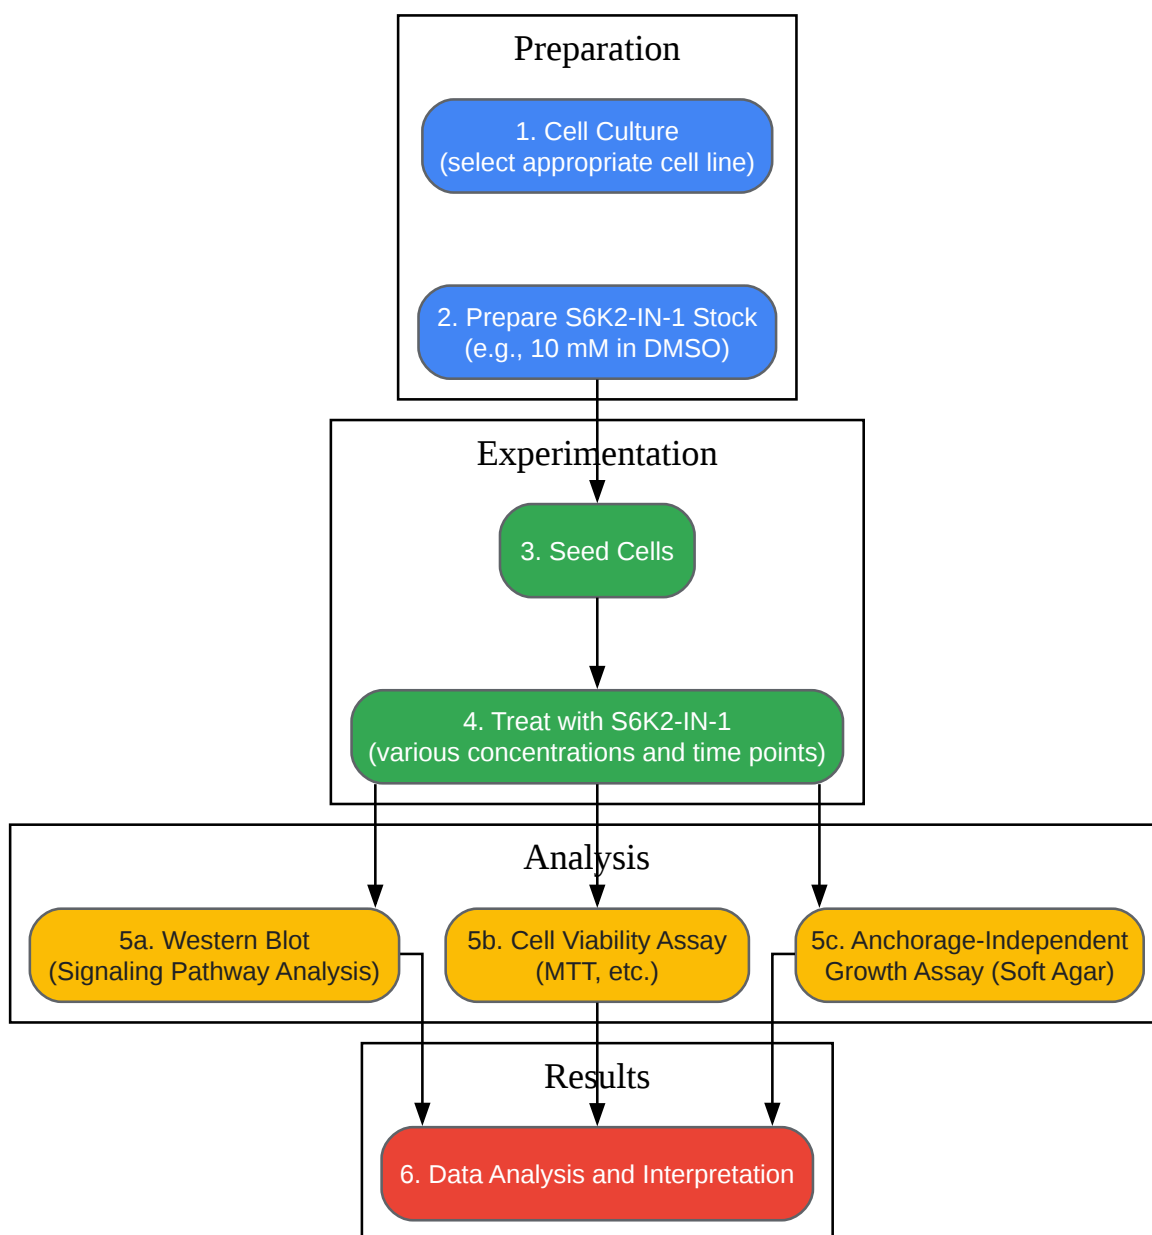 Preparation
1. Cell Culture
(select appropriate cell line)
2. Prepare S6K2-IN-1 Stock
(e.g., 10 mM in DMSO)
Experimentation
3. Seed Cells
4. Treat with S6K2-IN-1
(various concentrations and time points)
Analysis
5a. Western Blot
(Signaling Pathway Analysis)
5b. Cell Viability Assay
(MTT, etc.)
5c. Anchorage-Independent
Growth Assay (Soft Agar)
Results
6. Data Analysis and Interpretation